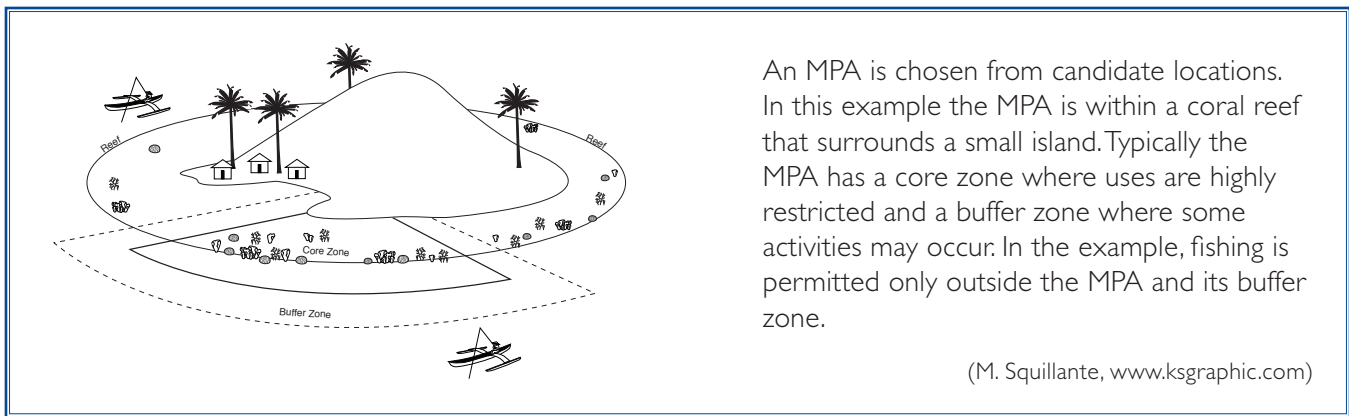 Reef
Reef
Core Zone
Buffer Zone
An MPA is chosen from candidate locations.
In this example the MPA is within a coral reef
that surrounds a small island. Typically the
MPA has a core zone where uses are highly
restricted and a buffer zone where some
activities may occur. In the example, fishing is
permitted only outside the MPA and its buffer
zone.
(M. Squillante, www.ksgraphic.com)